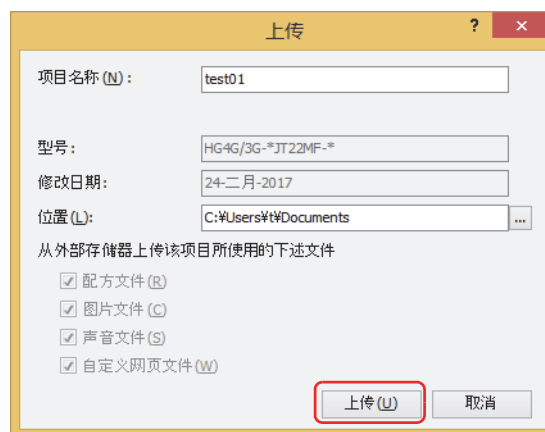 上传
?
×
项目名称(N): test01
型号: HG4G/3G-*JT22MF-*
修改日期: 24-二月-2017
位置(L): C:¥Users¥t¥Documents ...
从外部存储器上传该项目所使用的下述文件
配方文件(R)
图片文件(C)
声音文件(S)
自定义网页文件(W)
上传(U) 取消